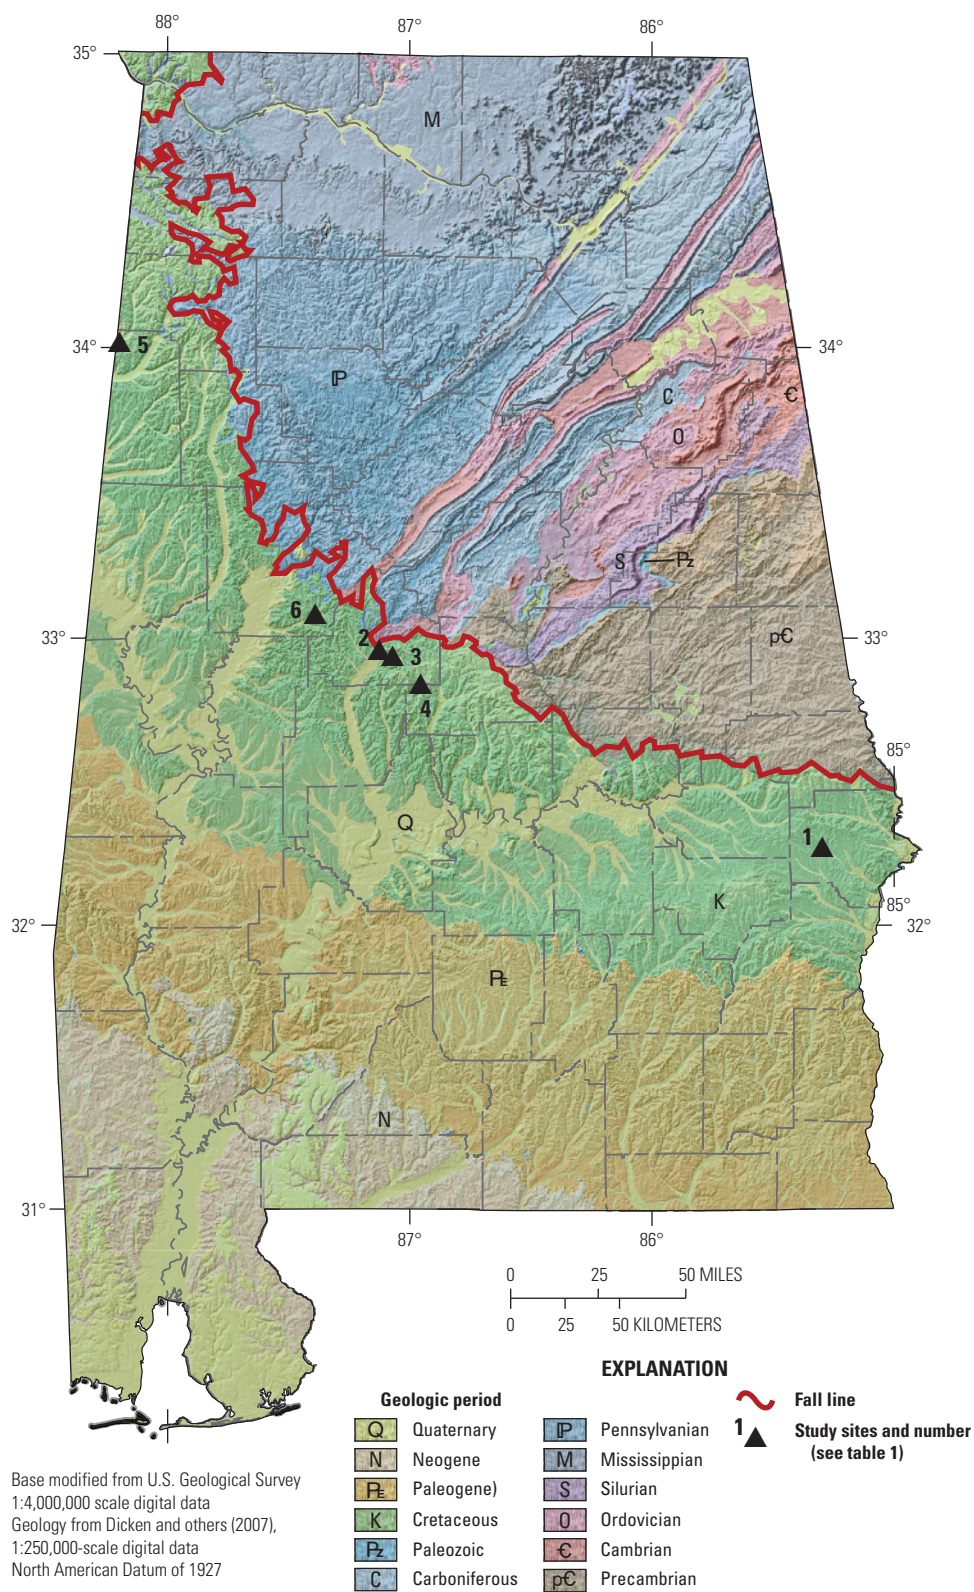 88°
87°
86°
35°
M
5
34°
34°
ℙ
C
Є
O
S
Pz
6
33°
2
3
33°
pЄ
4
85°
Q
1
K
85°
32°
32°
PE
N
31°
87°
86°
0 25 50 MILES
0 25 50 KILOMETERS
EXPLANATION
Geologic period
Q Quaternary
N Neogene
PE Paleogene)
K Cretaceous
Pz Paleozoic
C Carboniferous
ℙ Pennsylvanian
M Mississippian
S Silurian
O Ordovician
Є Cambrian
pЄ Precambrian
Fall line
1 Study sites and number
(see table 1)
Base modified from U.S. Geological Survey
1:4,000,000 scale digital data
Geology from Dicken and others (2007),
1:250,000-scale digital data
North American Datum of 1927